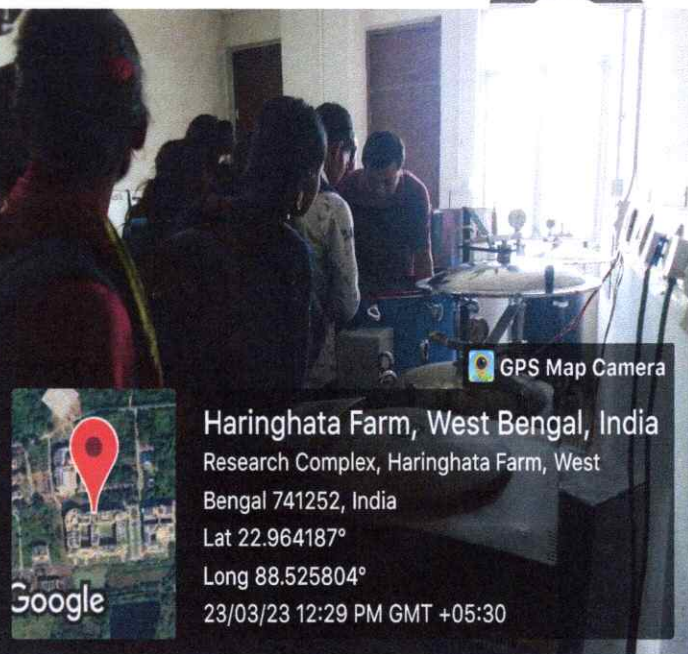 GPS Map Camera
Haringhata Farm, West Bengal, India
Research Complex, Haringhata Farm, West
Bengal 741252, India
Lat 22.964187°
Long 88.525804°
23/03/23 12:29 PM GMT +05:30
Google